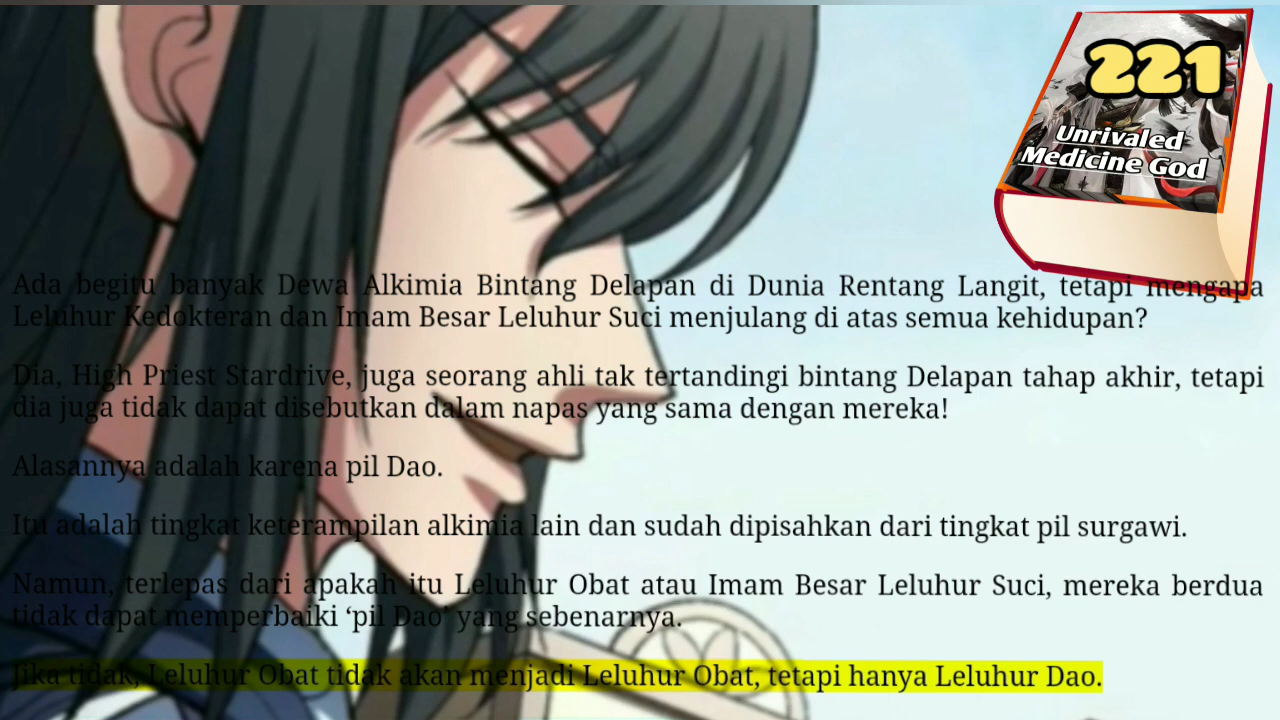 221
Unrivaled
Medicine God
Ada begitu banyak Dewa Alkimia Bintang Delapan di Dunia Rentang Langit, tetapi mengapa
Leluhur Kedokteran dan Imam Besar Leluhur Suci menjulang di atas semua kehidupan?
Dia, High Priest Stardrive, juga seorang ahli tak tertandingi bintang Delapan tahap akhir, tetapi
dia juga tidak dapat disebutkan dalam napas yang sama dengan mereka!
Alasannya adalah karena pil Dao.
Itu adalah tingkat keterampilan alkimia lain dan sudah dipisahkan dari tingkat pil surgawi.
Namun, terlepas dari apakah itu Leluhur Obat atau Imam Besar Leluhur Suci, mereka berdua
tidak dapat memperbaiki ‘pil Dao’ yang sebenarnya.
Jika tidak, Leluhur Obat tidak akan menjadi Leluhur Obat, tetapi hanya Leluhur Dao.